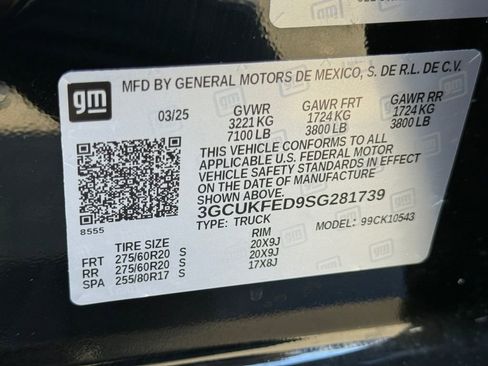 gm
MFD BY GENERAL MOTORS DE MEXICO, S. DE R.L. DE C.V.
03/25 GVWR GAWR FRT GAWR RR
3221 KG 1724 KG 1724 KG
7100 LB 3800 LB 3800 LB
THIS VEHICLE CONFORMS TO ALL
APPLICABLE U.S. FEDERAL MOTOR
VEHICLE SAFETY AND THEFT PREVENTION
STANDARDS IN EFFECT ON THE DATE OF
MANUFACTURE SHOWN ABOVE.
3GCUKFED9SG281739
TYPE: TRUCK MODEL: 99CK10543
8555
TIRE SIZE RIM
FRT 275/60R20 S 20X9J
RR 275/60R20 S 20X9J
SPA 255/80R17 S 17X8J